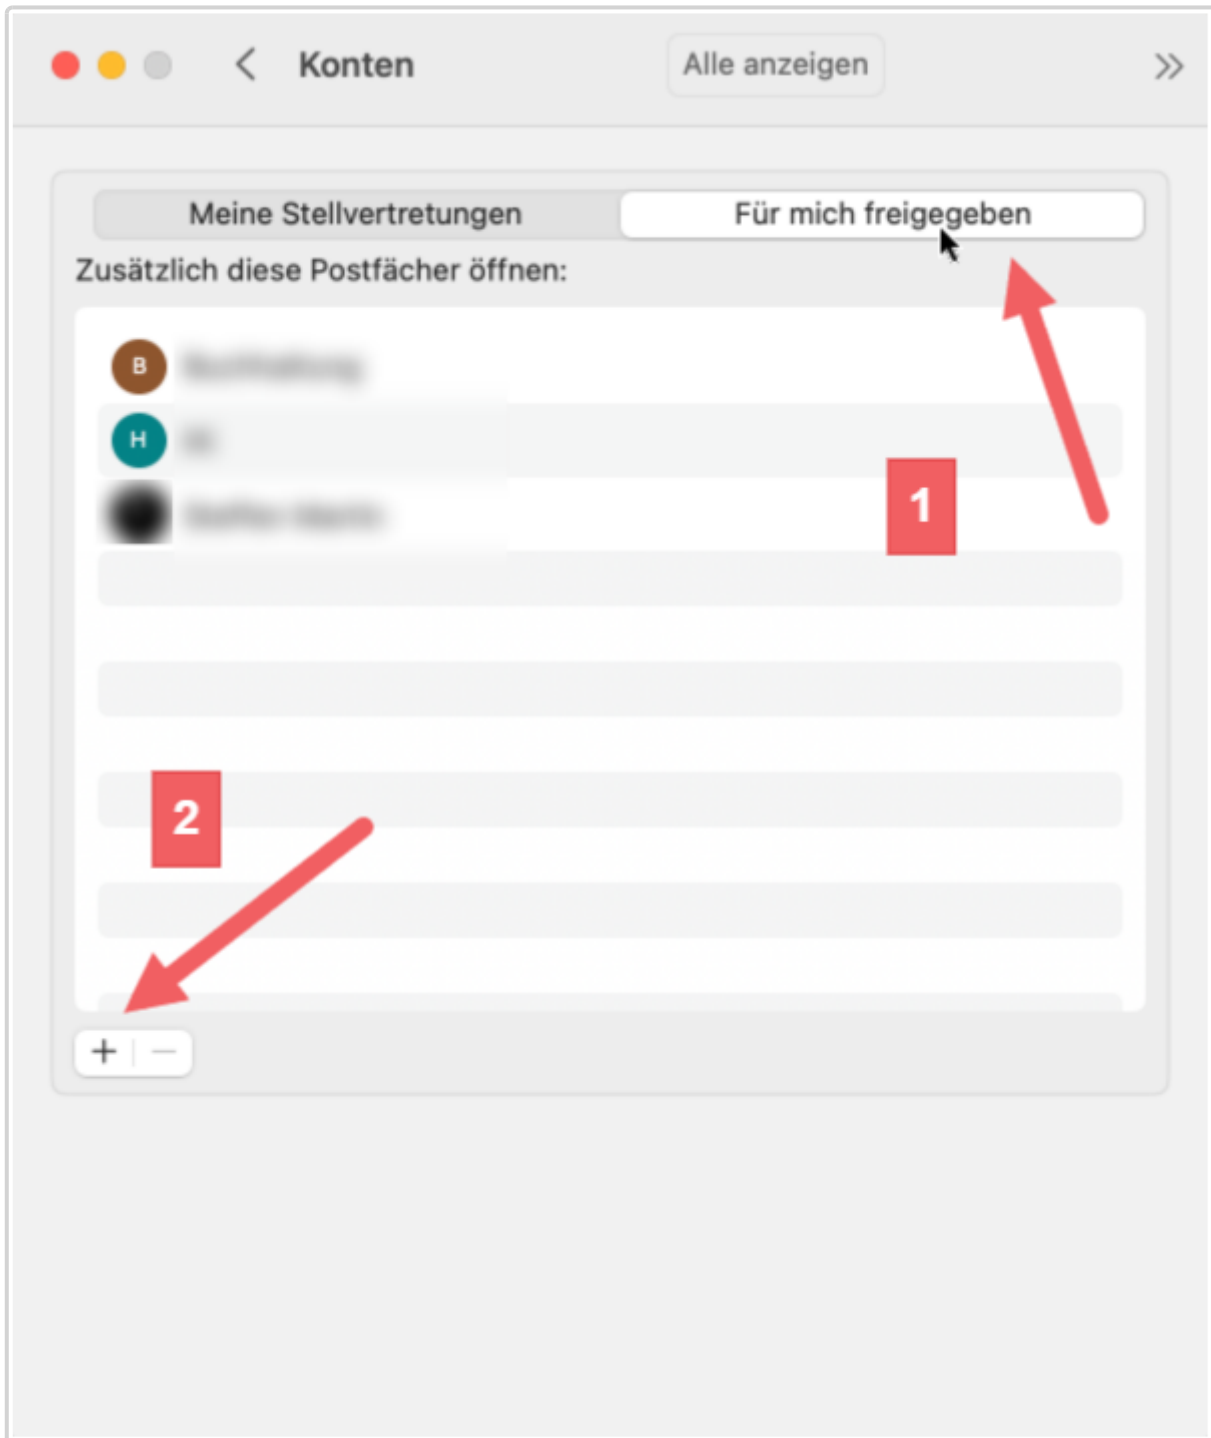 Konten
Alle anzeigen
Meine Stellvertretungen
Für mich freigegeben
Zusätzlich diese Postfächer öffnen:
B
H
1
2